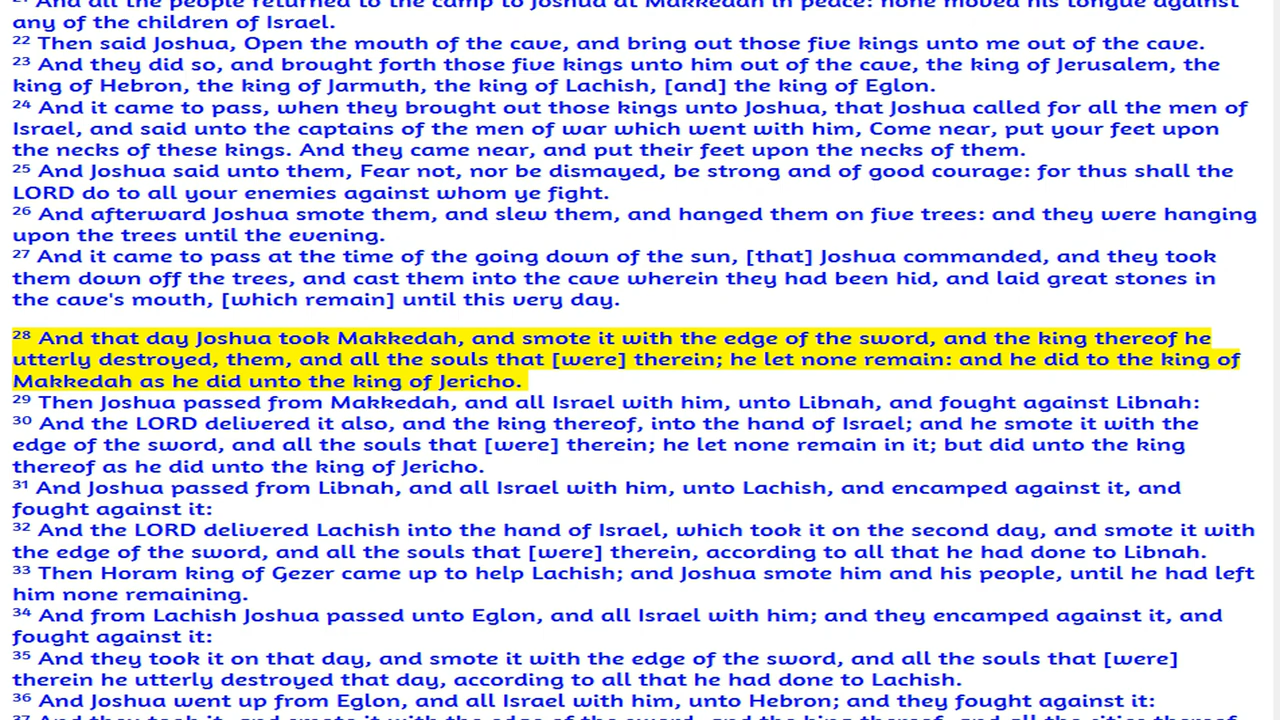 21 And all the people returned to the camp to Joshua at Makkedah in peace: none moved his tongue against
any of the children of Israel.
22 Then said Joshua, Open the mouth of the cave, and bring out those five kings unto me out of the cave.
23 And they did so, and brought forth those five kings unto him out of the cave, the king of Jerusalem, the
king of Hebron, the king of Jarmuth, the king of Lachish, [and] the king of Eglon.
24 And it came to pass, when they brought out those kings unto Joshua, that Joshua called for all the men of
Israel, and said unto the captains of the men of war which went with him, Come near, put your feet upon
the necks of these kings. And they came near, and put their feet upon the necks of them.
25 And Joshua said unto them, Fear not, nor be dismayed, be strong and of good courage: for thus shall the
LORD do to all your enemies against whom ye fight.
26 And afterward Joshua smote them, and slew them, and hanged them on five trees: and they were hanging
upon the trees until the evening.
27 And it came to pass at the time of the going down of the sun, [that] Joshua commanded, and they took
them down off the trees, and cast them into the cave wherein they had been hid, and laid great stones in
the cave's mouth, [which remain] until this very day.
28 And that day Joshua took Makkedah, and smote it with the edge of the sword, and the king thereof he
utterly destroyed, them, and all the souls that [were] therein; he let none remain: and he did to the king of
Makkedah as he did unto the king of Jericho.
29 Then Joshua passed from Makkedah, and all Israel with him, unto Libnah, and fought against Libnah:
30 And the LORD delivered it also, and the king thereof, into the hand of Israel; and he smote it with the
edge of the sword, and all the souls that [were] therein; he let none remain in it; but did unto the king
thereof as he did unto the king of Jericho.
31 And Joshua passed from Libnah, and all Israel with him, unto Lachish, and encamped against it, and
fought against it:
32 And the LORD delivered Lachish into the hand of Israel, which took it on the second day, and smote it with
the edge of the sword, and all the souls that [were] therein, according to all that he had done to Libnah.
33 Then Horam king of Gezer came up to help Lachish; and Joshua smote him and his people, until he had left
him none remaining.
34 And from Lachish Joshua passed unto Eglon, and all Israel with him; and they encamped against it, and
fought against it:
35 And they took it on that day, and smote it with the edge of the sword, and all the souls that [were]
therein he utterly destroyed that day, according to all that he had done to Lachish.
36 And Joshua went up from Eglon, and all Israel with him, unto Hebron; and they fought against it:
37 And they took it, and smote it with the edge of the sword, and the king thereof, and all the cities thereof,